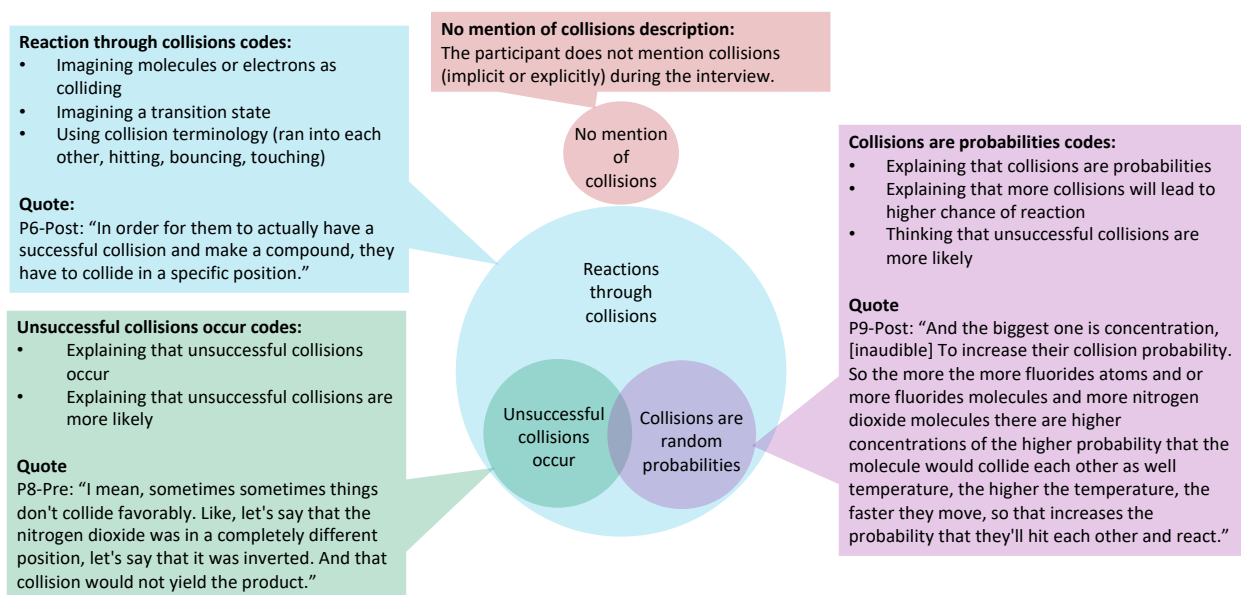 Reaction through collisions codes:
• Imagining molecules or electrons as
colliding
• Imagining a transition state
• Using collision terminology (ran into each
other, hitting, bouncing, touching)
Quote:
P6-Post: “In order for them to actually have a
successful collision and make a compound, they
have to collide in a specific position.”
Unsuccessful collisions occur codes:
• Explaining that unsuccessful collisions
occur
• Explaining that unsuccessful collisions are
more likely
Quote
P8-Pre: “I mean, sometimes sometimes things
don't collide favorably. Like, let's say that the
nitrogen dioxide was in a completely different
position, let's say that it was inverted. And that
collision would not yield the product.”
No mention of collisions description:
The participant does not mention collisions
(implicit or explicitly) during the interview.
No mention
of
collisions
Reactions
through
collisions
Unsuccessful
collisions
occur
Collisions are
random
probabilities
Collisions are probabilities codes:
• Explaining that collisions are probabilities
• Explaining that more collisions will lead to
higher chance of reaction
• Thinking that unsuccessful collisions are
more likely
Quote
P9-Post: “And the biggest one is concentration,
[inaudible] To increase their collision probability.
So the more the more fluorides atoms and or
more fluorides molecules and more nitrogen
dioxide molecules there are higher
concentrations of the higher probability that the
molecule would collide each other as well
temperature, the higher the temperature, the
faster they move, so that increases the
probability that they'll hit each other and react.”